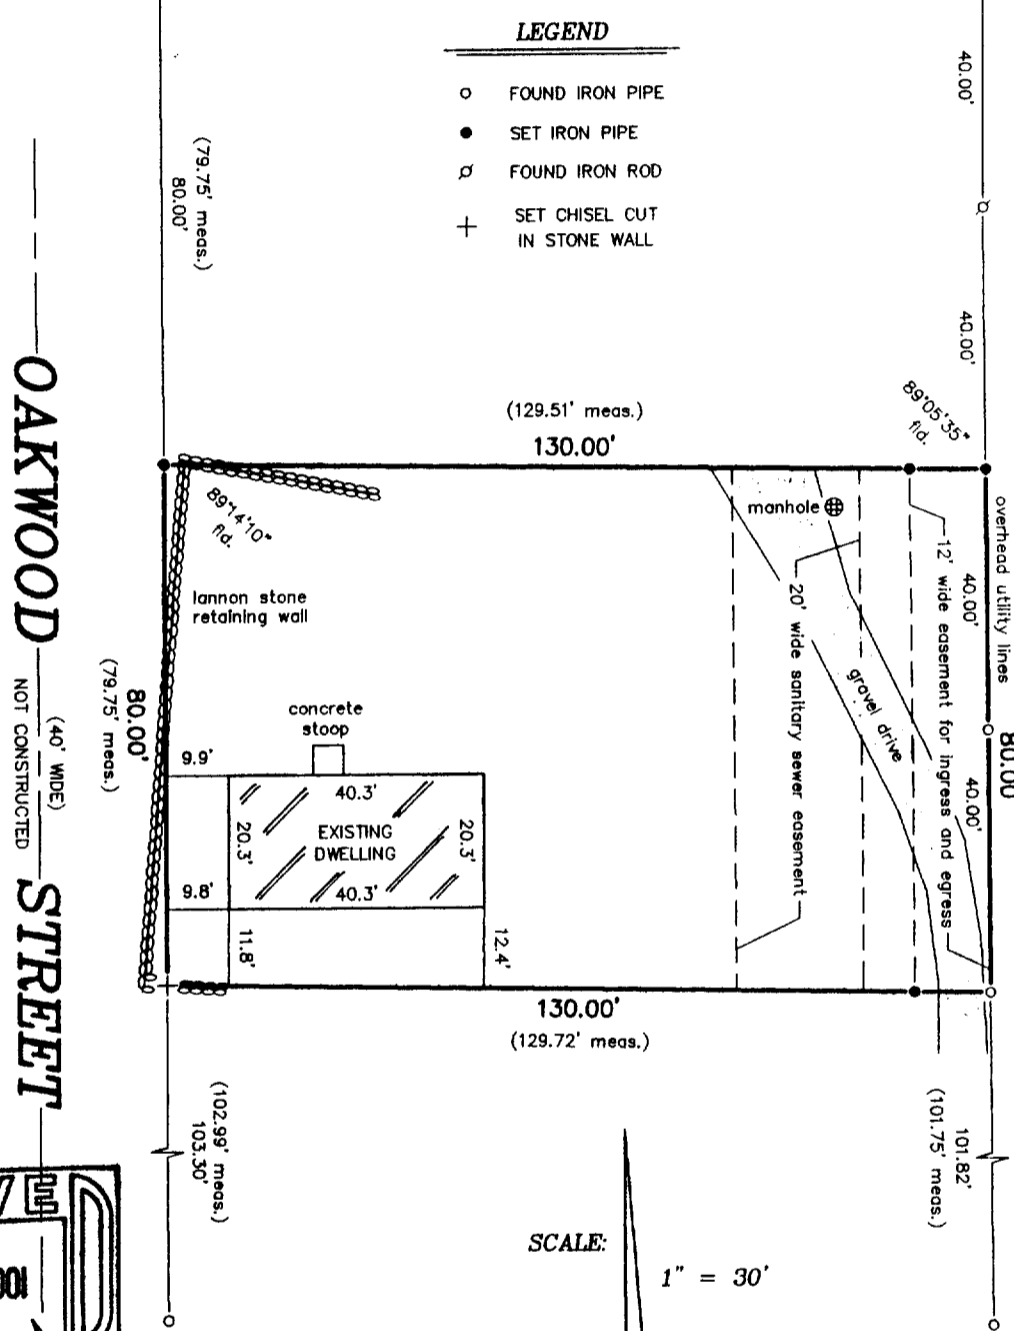 LEGEND
FOUND IRON PIPE
SET IRON PIPE
FOUND IRON ROD
SET CHISEL CUT
IN STONE WALL
40.00'
(79.75' meas.)
80.00'
40.00'
89°05'35"
fld.
(129.51' meas.)
130.00'
89°14'10"
fld.
manhole
overhead utility lines
12' wide easement for ingress and egress
40.00'
lannon stone
retaining wall
20' wide sanitary sewer easement
gravel drive
80.00'
40.00'
OAKWOOD STREET
(40' WIDE)
NOT CONSTRUCTED
80.00'
(79.75' meas.)
concrete
stoop
9.9'
40.3'
20.3'
EXISTING
DWELLING
20.3'
9.8'
40.3'
11.8'
12.4'
130.00'
(129.72' meas.)
(102.99' meas.)
103.30'
101.82'
(101.75' meas.)
SCALE:
1" = 30'